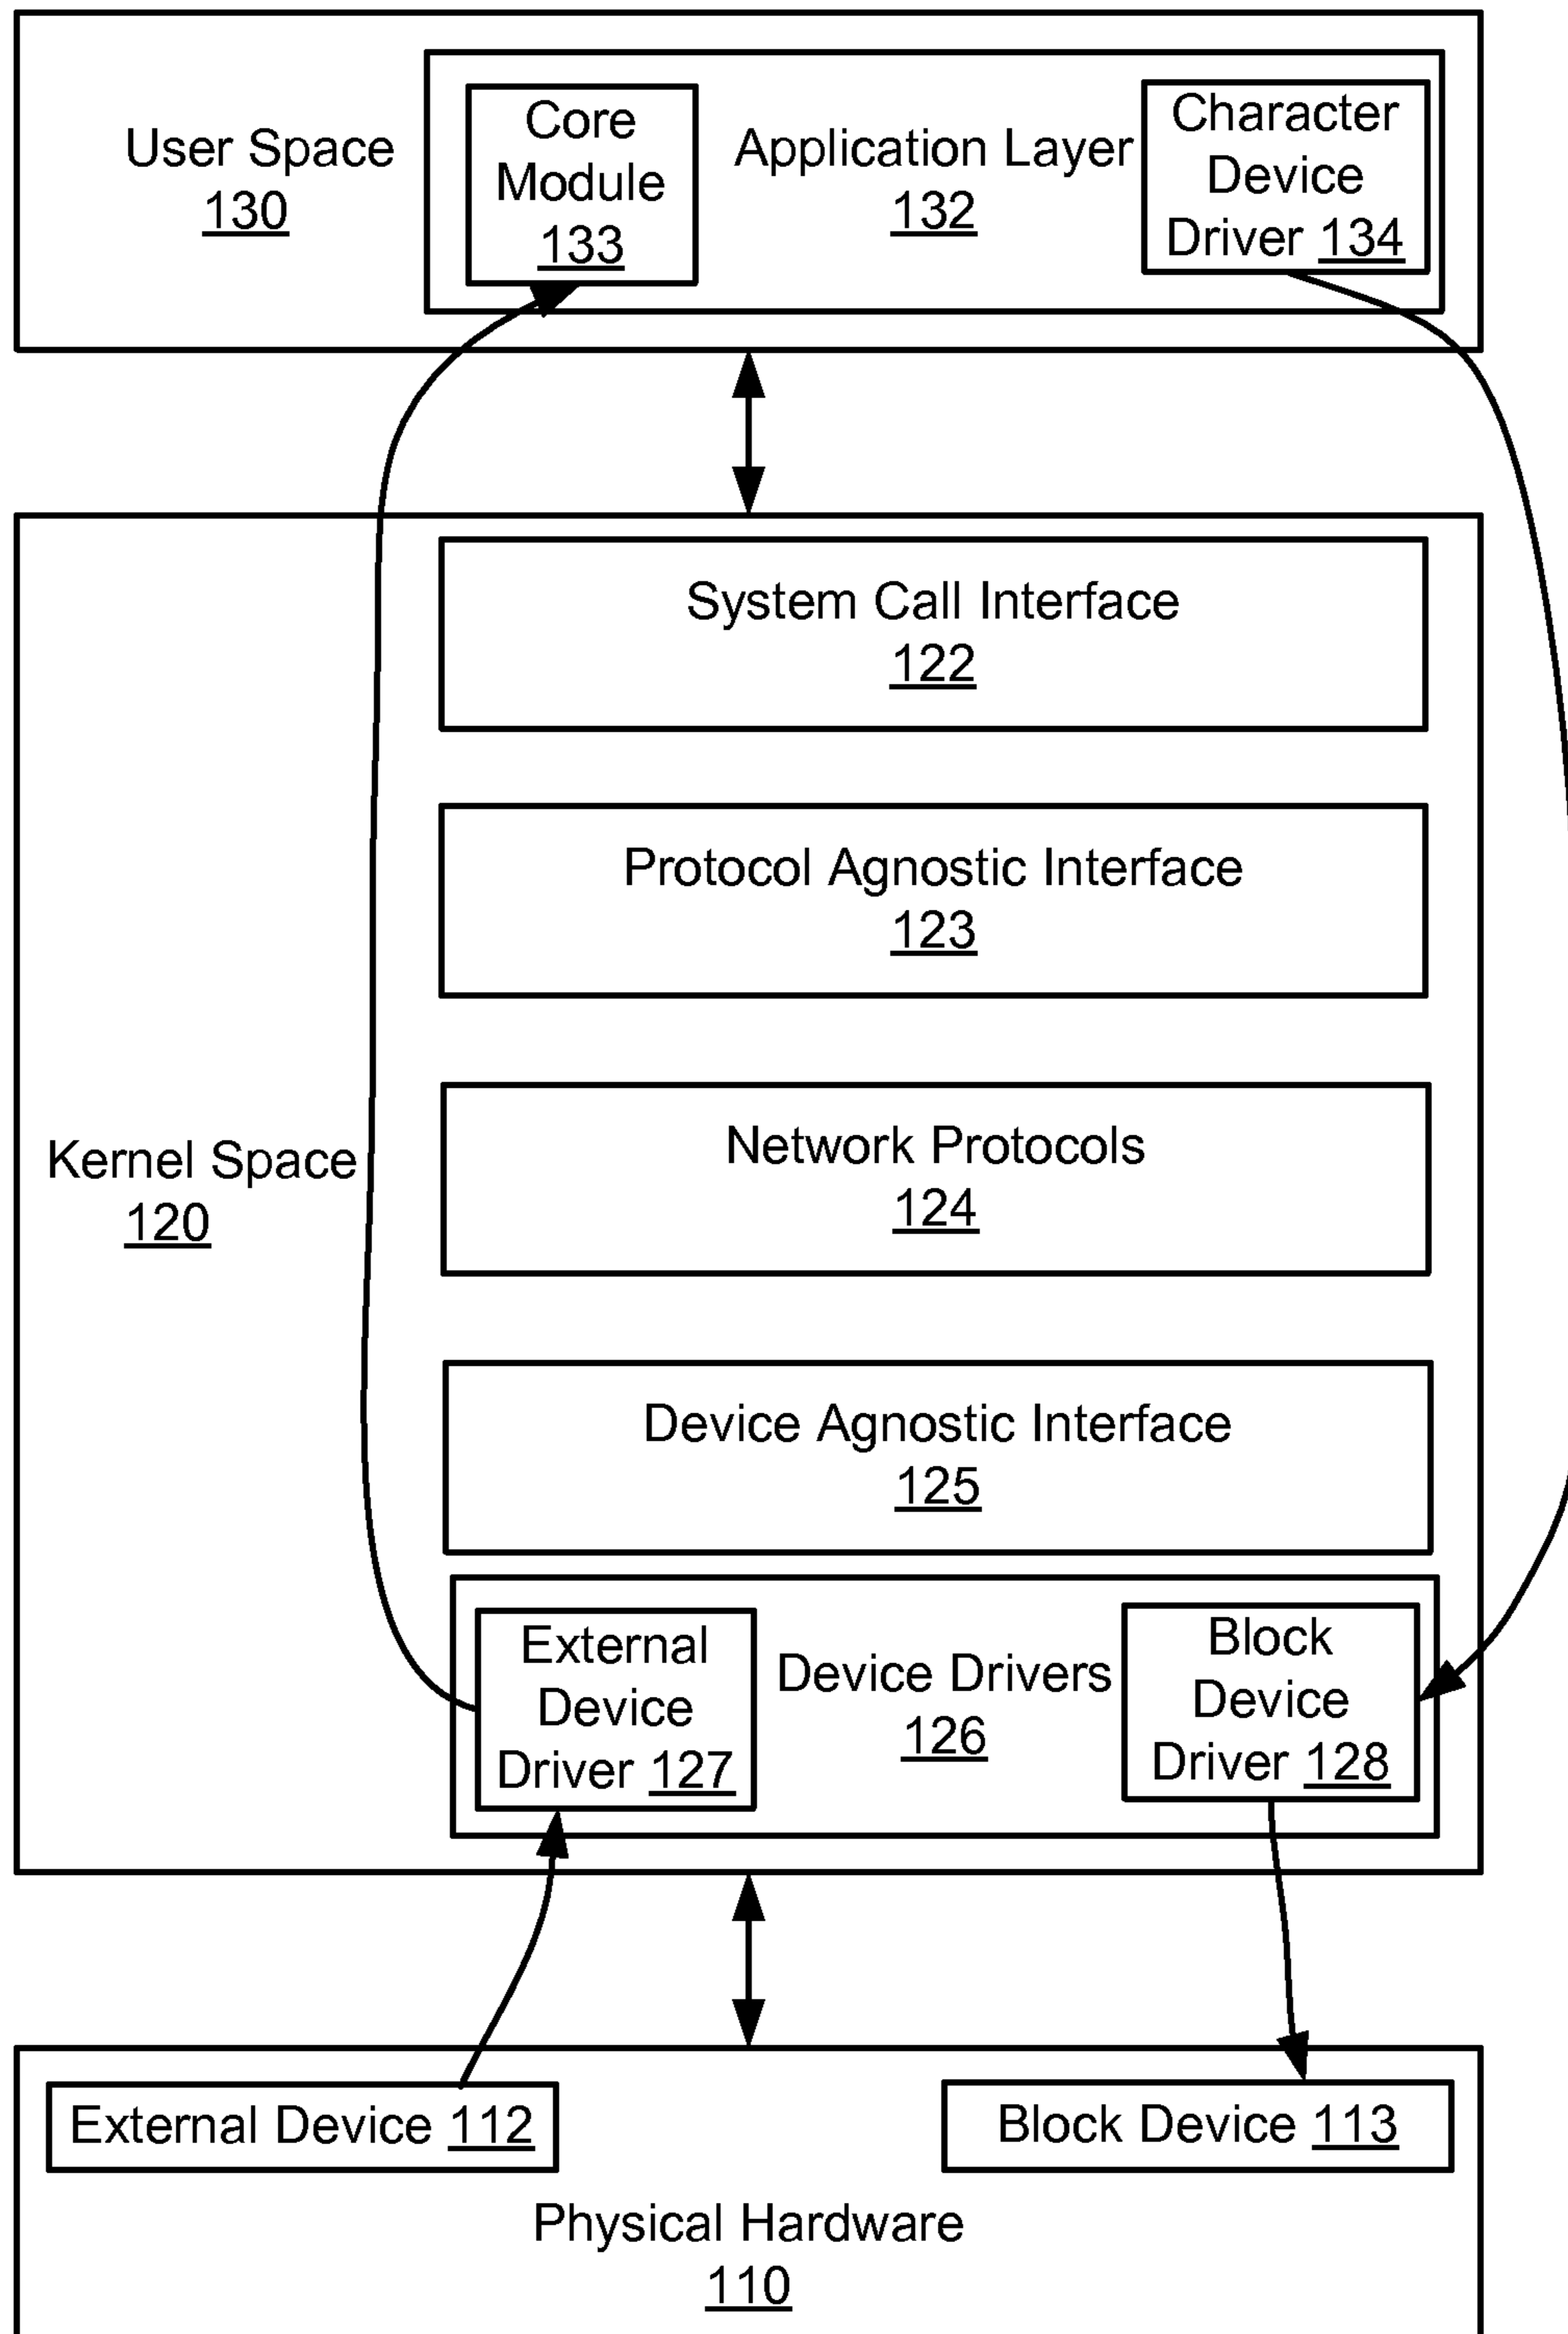 User Space
130
Core
Module
133
Application Layer
132
Character
Device
Driver 134
System Call Interface
122
Protocol Agnostic Interface
123
Kernel Space
120
Network Protocols
124
Device Agnostic Interface
125
External
Device
Driver 127
Device Drivers
126
Block
Device
Driver 128
External Device 112
Block Device 113
Physical Hardware
110